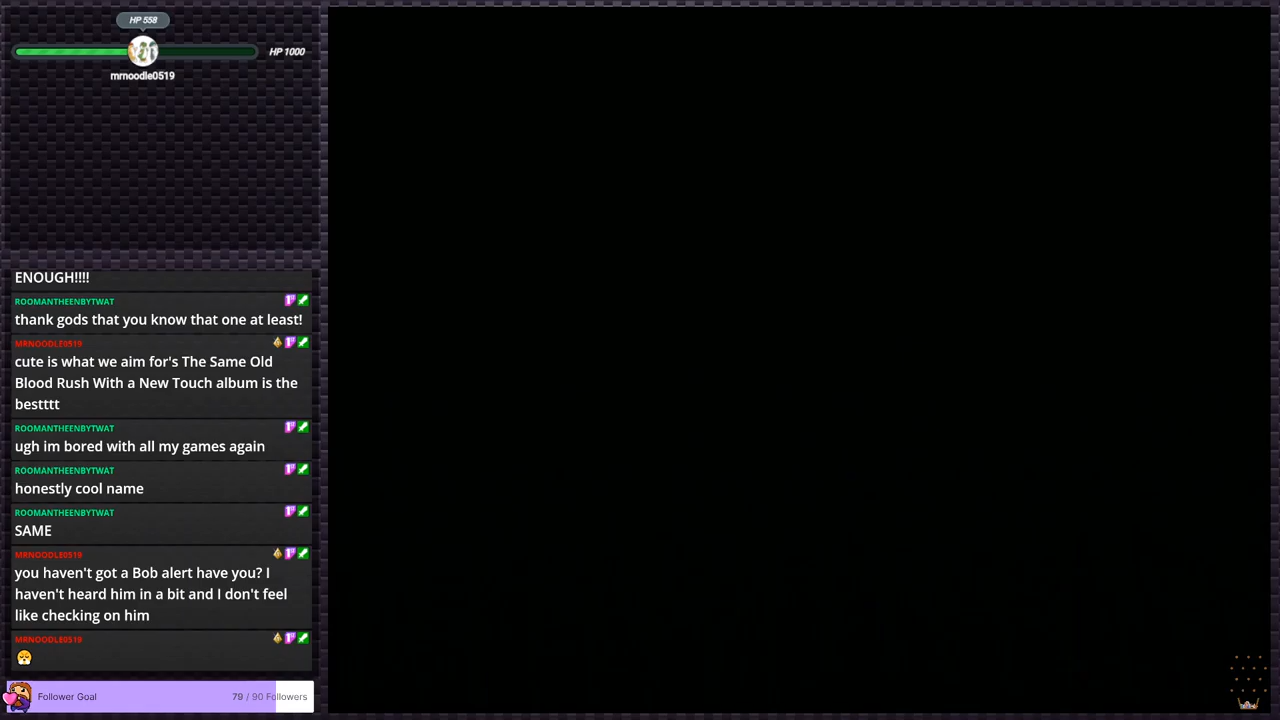 HP 558
HP 1000
mrnoodle0519
ENOUGH!!!!
ROOMANTHEENBYTWAT
thank gods that you know that one at least!
MRNOODLE0519
cute is what we aim for's The Same Old
Blood Rush With a New Touch album is the
bestttt
ROOMANTHEENBYTWAT
ugh im bored with all my games again
ROOMANTHEENBYTWAT
honestly cool name
ROOMANTHEENBYTWAT
SAME
MRNOODLE0519
you haven't got a Bob alert have you? I
haven't heard him in a bit and I don't feel
like checking on him
MRNOODLE0519
Follower Goal
79 / 90 Followers